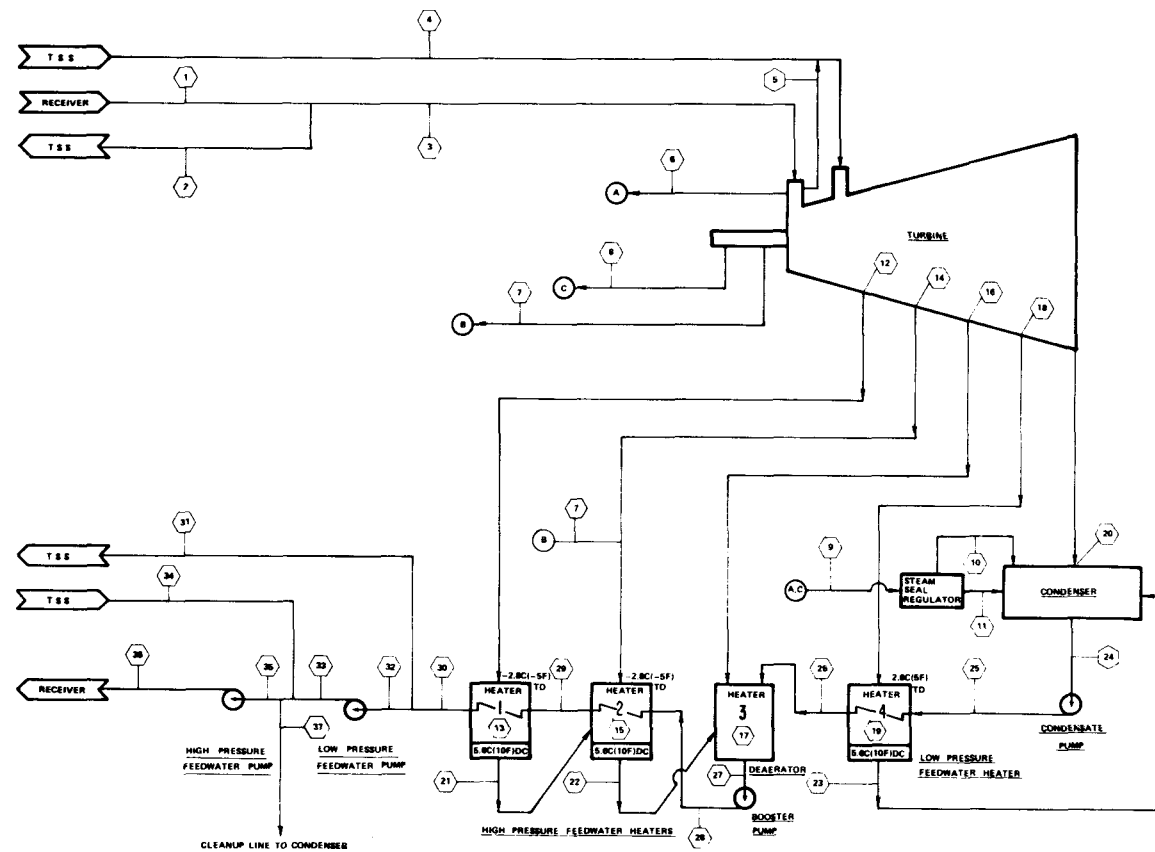 4
T S S
1
5
RECEIVER
T S S
3
2
6
A
TURBINE
8
12
14
C
16
7
18
B
31
7
T S S
B
20
34
9
10
T S S
A,C
STEAM
SEAL
REGULATOR
CONDENSER
11
36
35
33
32
30
-2.8C(-5F)
TD
29
-2.8C(-5F)
TD
26
2.8C(5F)
TD
25
24
RECEIVER
HEATER
1
HEATER
2
HEATER
3
HEATER
4
13
15
17
19
37
CONDENSATE
PUMP
HIGH PRESSURE
FEEDWATER PUMP
LOW PRESSURE
FEEDWATER PUMP
5.6C(10F)DC
5.6C(10F)DC
5.6C(10F)DC
LOW PRESSURE
FEEDWATER HEATER
21
22
27
DEAERATOR
23
HIGH PRESSURE FEEDWATER HEATERS
28
BOOSTER
PUMP
CLEANUP LINE TO CONDENSER